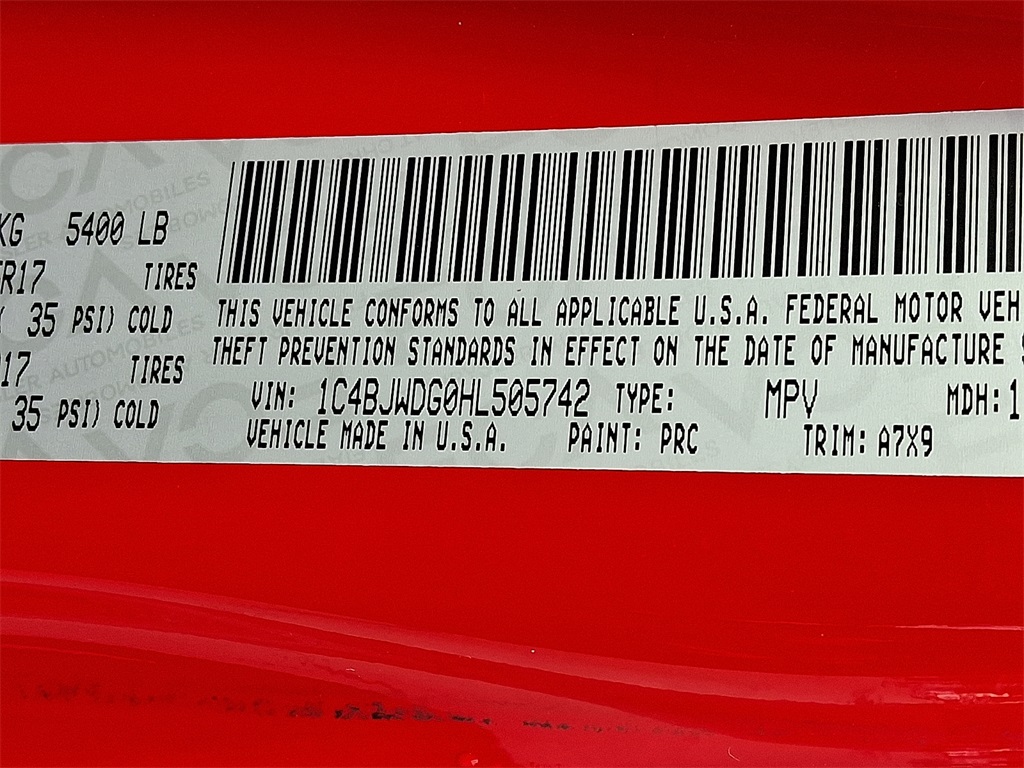 KG 5400 LB
R17 TIRES
35 PSI) COLD
17 TIRES
35 PSI) COLD
THIS VEHICLE CONFORMS TO ALL APPLICABLE U.S.A. FEDERAL MOTOR VEH
THEFT PREVENTION STANDARDS IN EFFECT ON THE DATE OF MANUFACTURE
VIN: 1C4BJWDG0HL505742 TYPE: MPV MDH: 1
VEHICLE MADE IN U.S.A. PAINT: PRC TRIM: A7X9